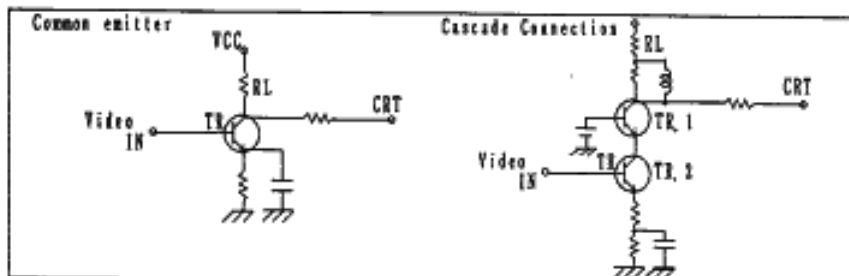 Common emitter
VCC
RL
CRT
Video
IN
TR
Cascade Connection
RL
CRT
TR, 1
Video
IN
TR
TR, 2